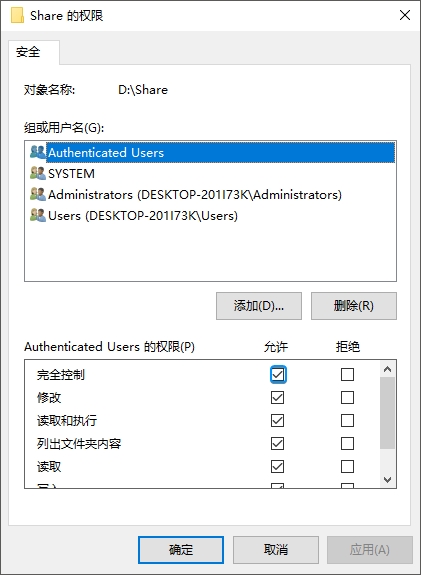 Share 的权限
安全
对象名称: D:\Share
组或用户名(G):
Authenticated Users
SYSTEM
Administrators (DESKTOP-201I73K\Administrators)
Users (DESKTOP-201I73K\Users)
添加(D)... 删除(R)
Authenticated Users 的权限(P) 允许 拒绝
完全控制
修改
读取和执行
列出文件夹内容
读取
确定 取消 应用(A)